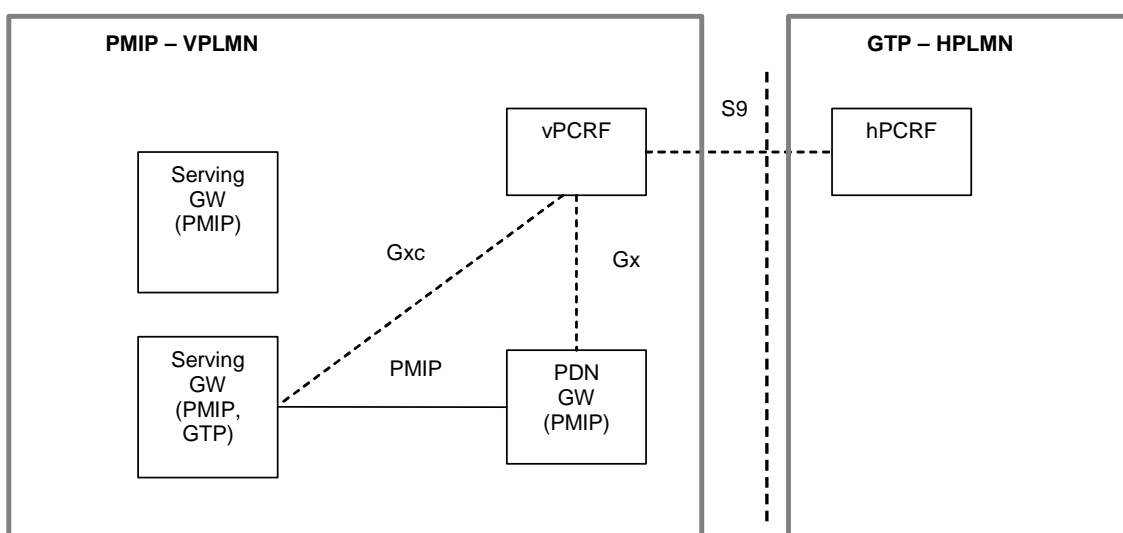 PMIP – VPLMN
GTP – HPLMN
S9
vPCRF
hPCRF
Serving
GW
(PMIP)
Gxc
Gx
Serving
GW
(PMIP,
GTP)
PMIP
PDN
GW
(PMIP)